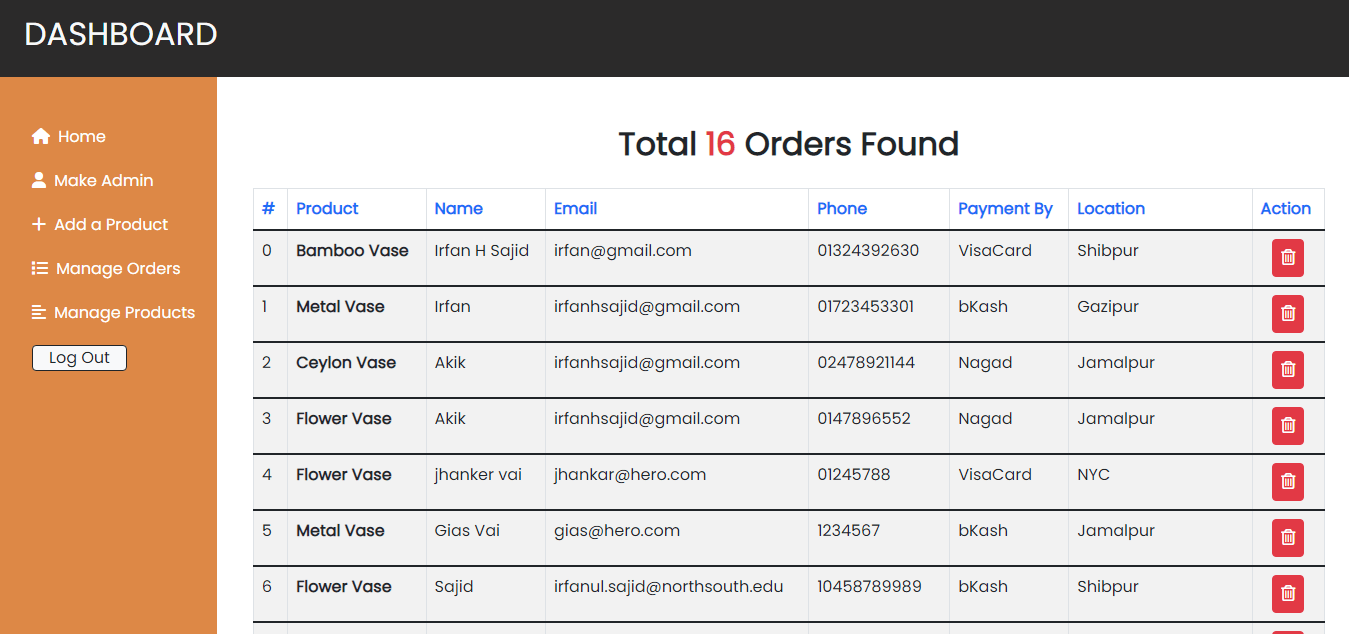 DASHBOARD
Home
Make Admin
Add a Product
Manage Orders
Manage Products
Log Out
Total 16 Orders Found
# Product Name Email Phone Payment By Location Action
0 Bamboo Vase Irfan H Sajid irfan@gmail.com 01324392630 VisaCard Shibpur
1 Metal Vase Irfan irfanhsajid@gmail.com 01723453301 bKash Gazipur
2 Ceylon Vase Akik irfanhsajid@gmail.com 02478921144 Nagad Jamalpur
3 Flower Vase Akik irfanhsajid@gmail.com 0147896552 Nagad Jamalpur
4 Flower Vase jhanker vai jhankar@hero.com 01245788 VisaCard NYC
5 Metal Vase Gias Vai gias@hero.com 1234567 bKash Jamalpur
6 Flower Vase Sajid irfanul.sajid@northsouth.edu 10458789989 bKash Shibpur